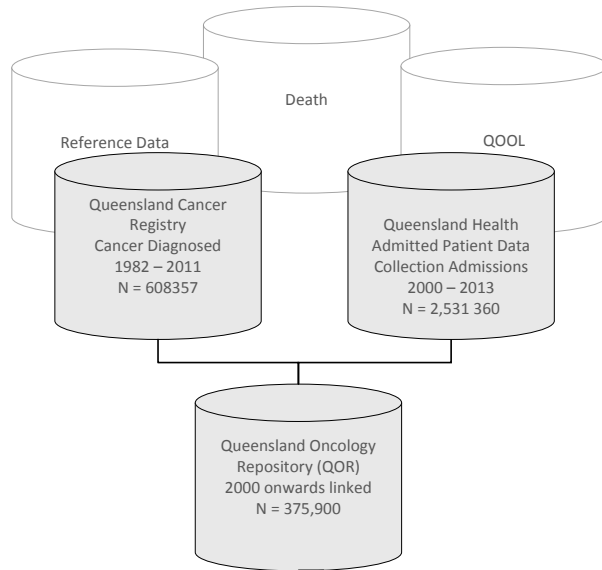 Death
Reference Data
QOOL
Queensland Cancer
Registry
Cancer Diagnosed
1982 – 2011
N = 608357
Queensland Health
Admitted Patient Data
Collection Admissions
2000 – 2013
N = 2,531 360
Queensland Oncology
Repository (QOR)
2000 onwards linked
N = 375,900